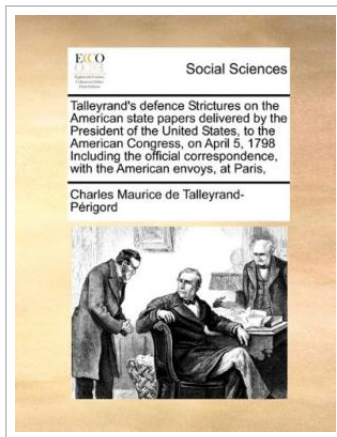 ECCO
Social Sciences
Talleyrand's defence Strictures on the
American state papers delivered by the
President of the United States, to the
American Congress, on April 5, 1798
Including the official correspondence,
with the American envoys, at Paris,
Charles Maurice de Talleyrand-
Périgord